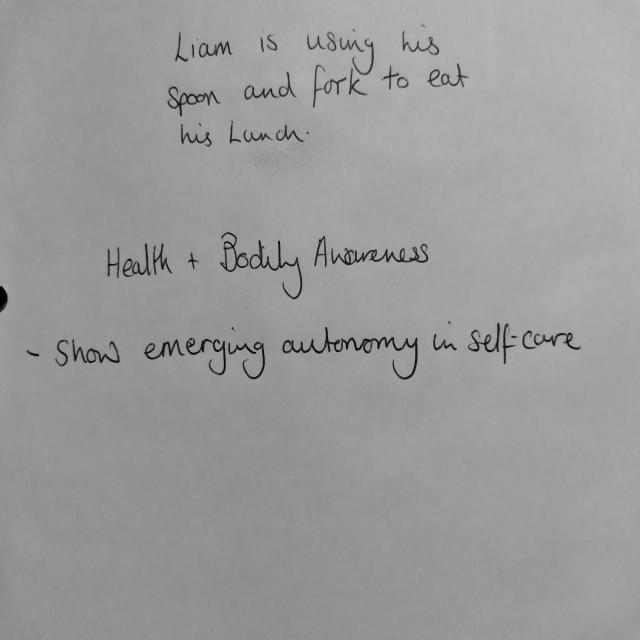 Liam is using his
Spoon and fork to eat
his Lunch.
Health + Bodily Awareness
- Show emerging autonomy in self-care